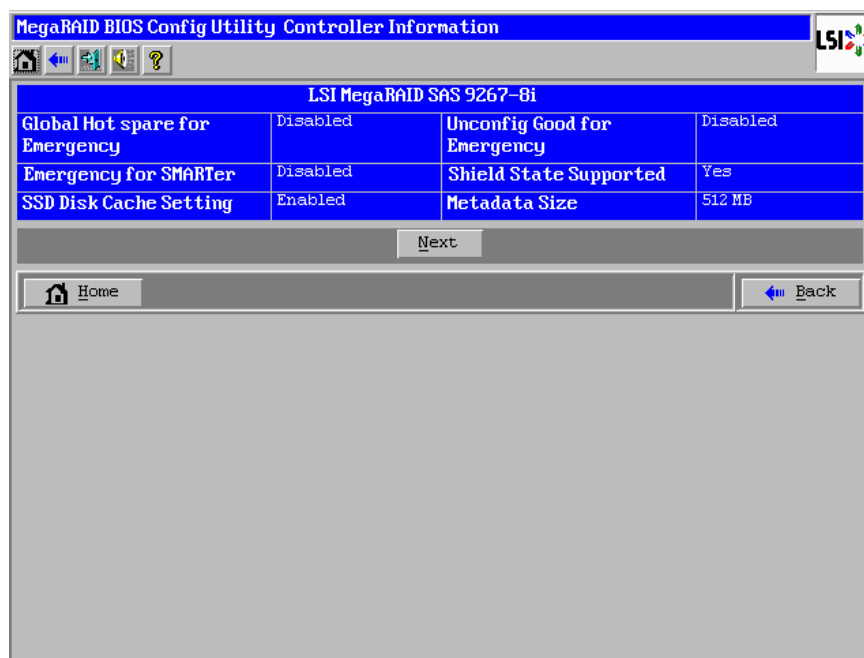 MegaRAID BIOS Config Utility Controller Information
LSI
?
LSI MegaRAID SAS 9267-8i
Global Hot spare for Emergency Disabled Unconfig Good for Emergency Disabled
Emergency for SMARTer Disabled Shield State Supported Yes
SSD Disk Cache Setting Enabled Metadata Size 512 MB
Next
Home Back